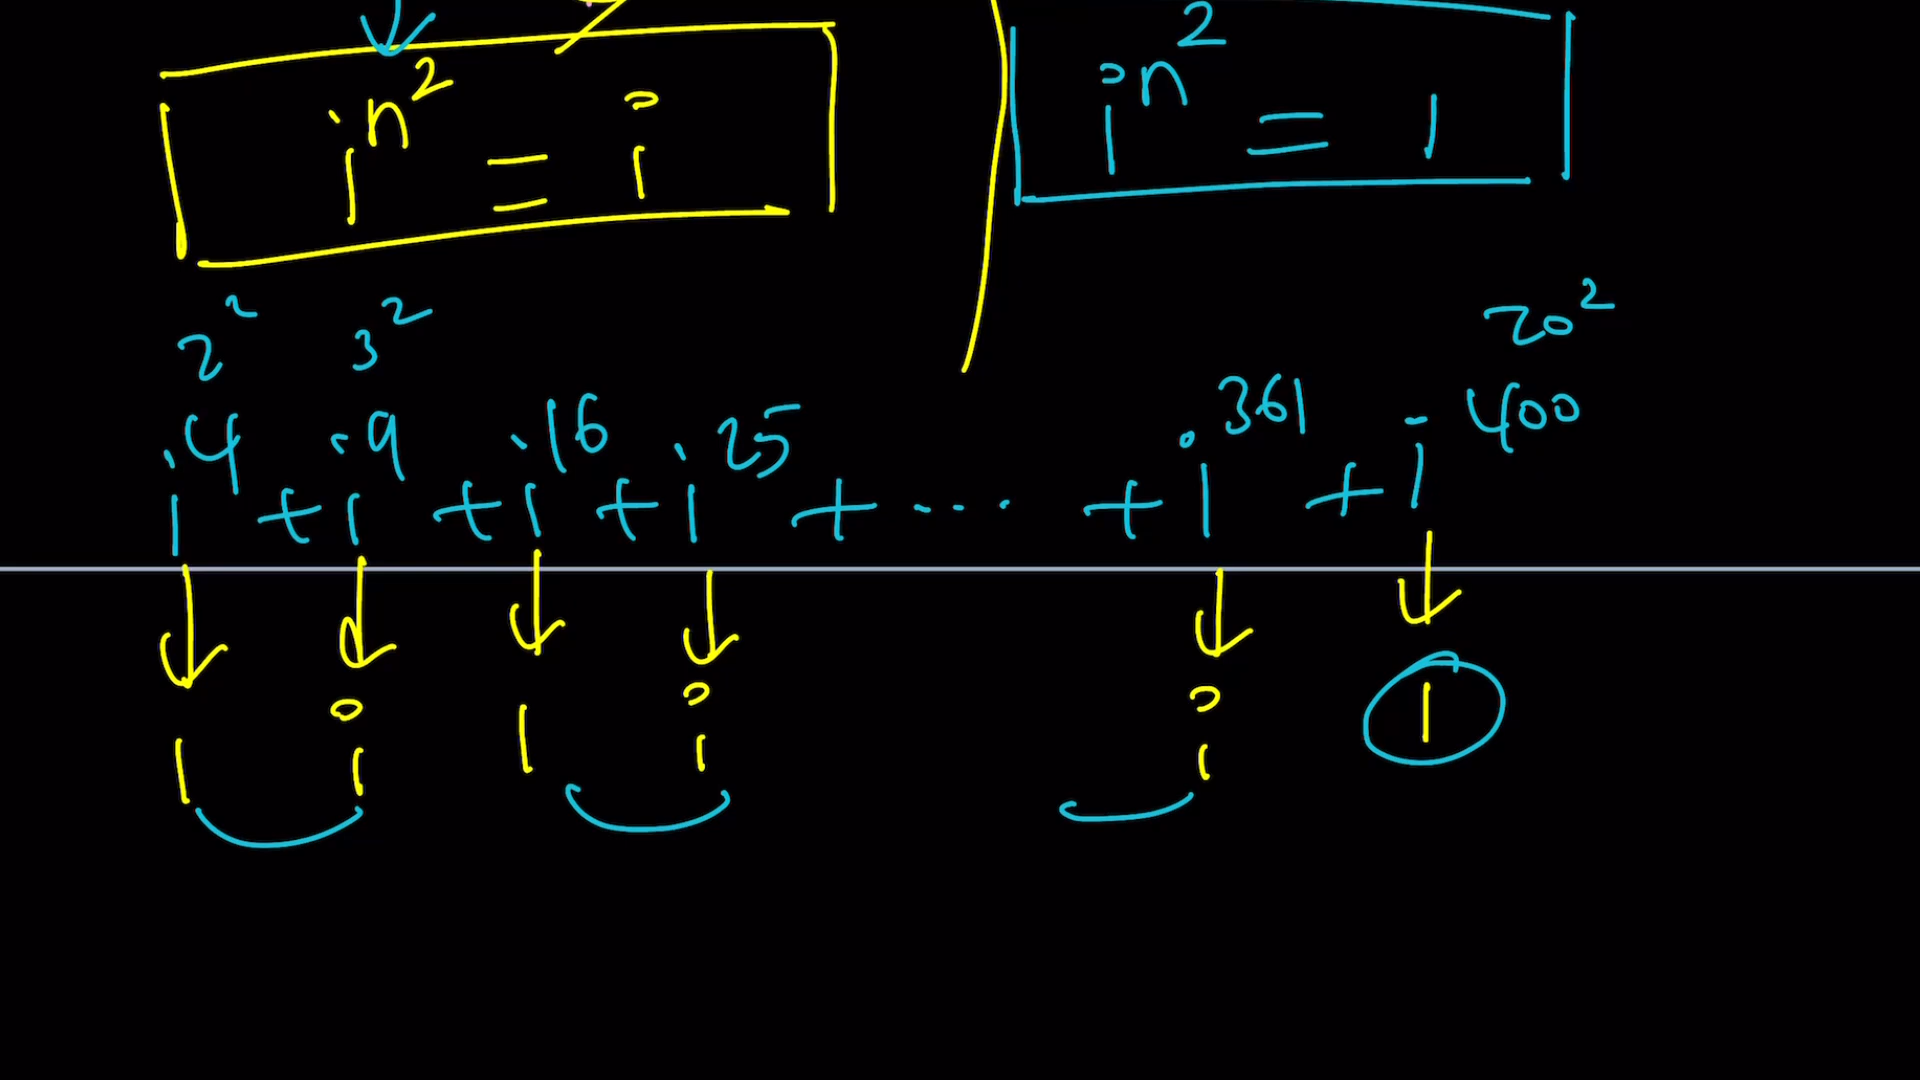 i^{n^2} = i
i^{n^2} = 1
2^2 3^2 20^2
i^4 + i^9 + i^16 + i^25 + ... + i^361 + i^400
1 i 1 i i 1